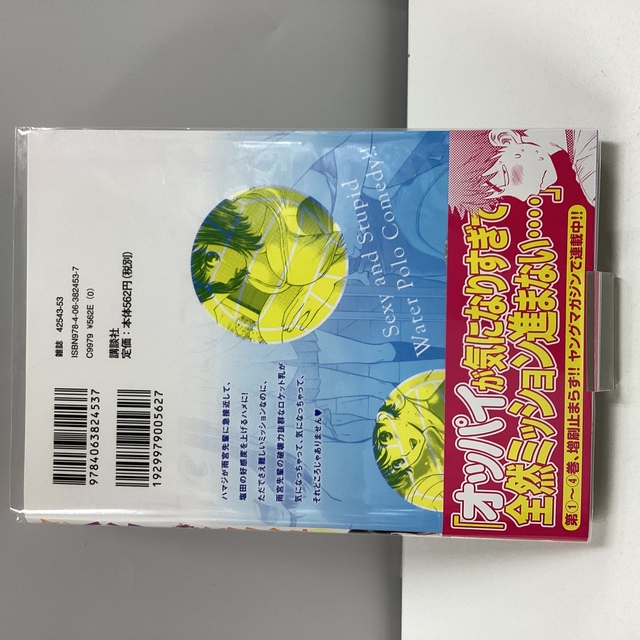 Sexy and Stupid
Water Polo Comedy!
ハマジが雨宮先輩に急接近して、
塩田の好感度を上げるハメに!
ただでさえ難しいミッションなのに、
雨宮先輩の破壊力抜群なロケット乳が
気になっちゃって、気になっちゃって、
それどころじゃありません♥
雑誌 42543-53
ISBN978-4-06-382453-7
C9979 ¥562E (0)
講談社
定価:本体562円(税別)
9784063824537
1929979005627
「オッパイが気になりすぎて
全然ミッション進まない……」
第①〜④巻、増刷止まらず!! ヤングマガジンで連載中!!